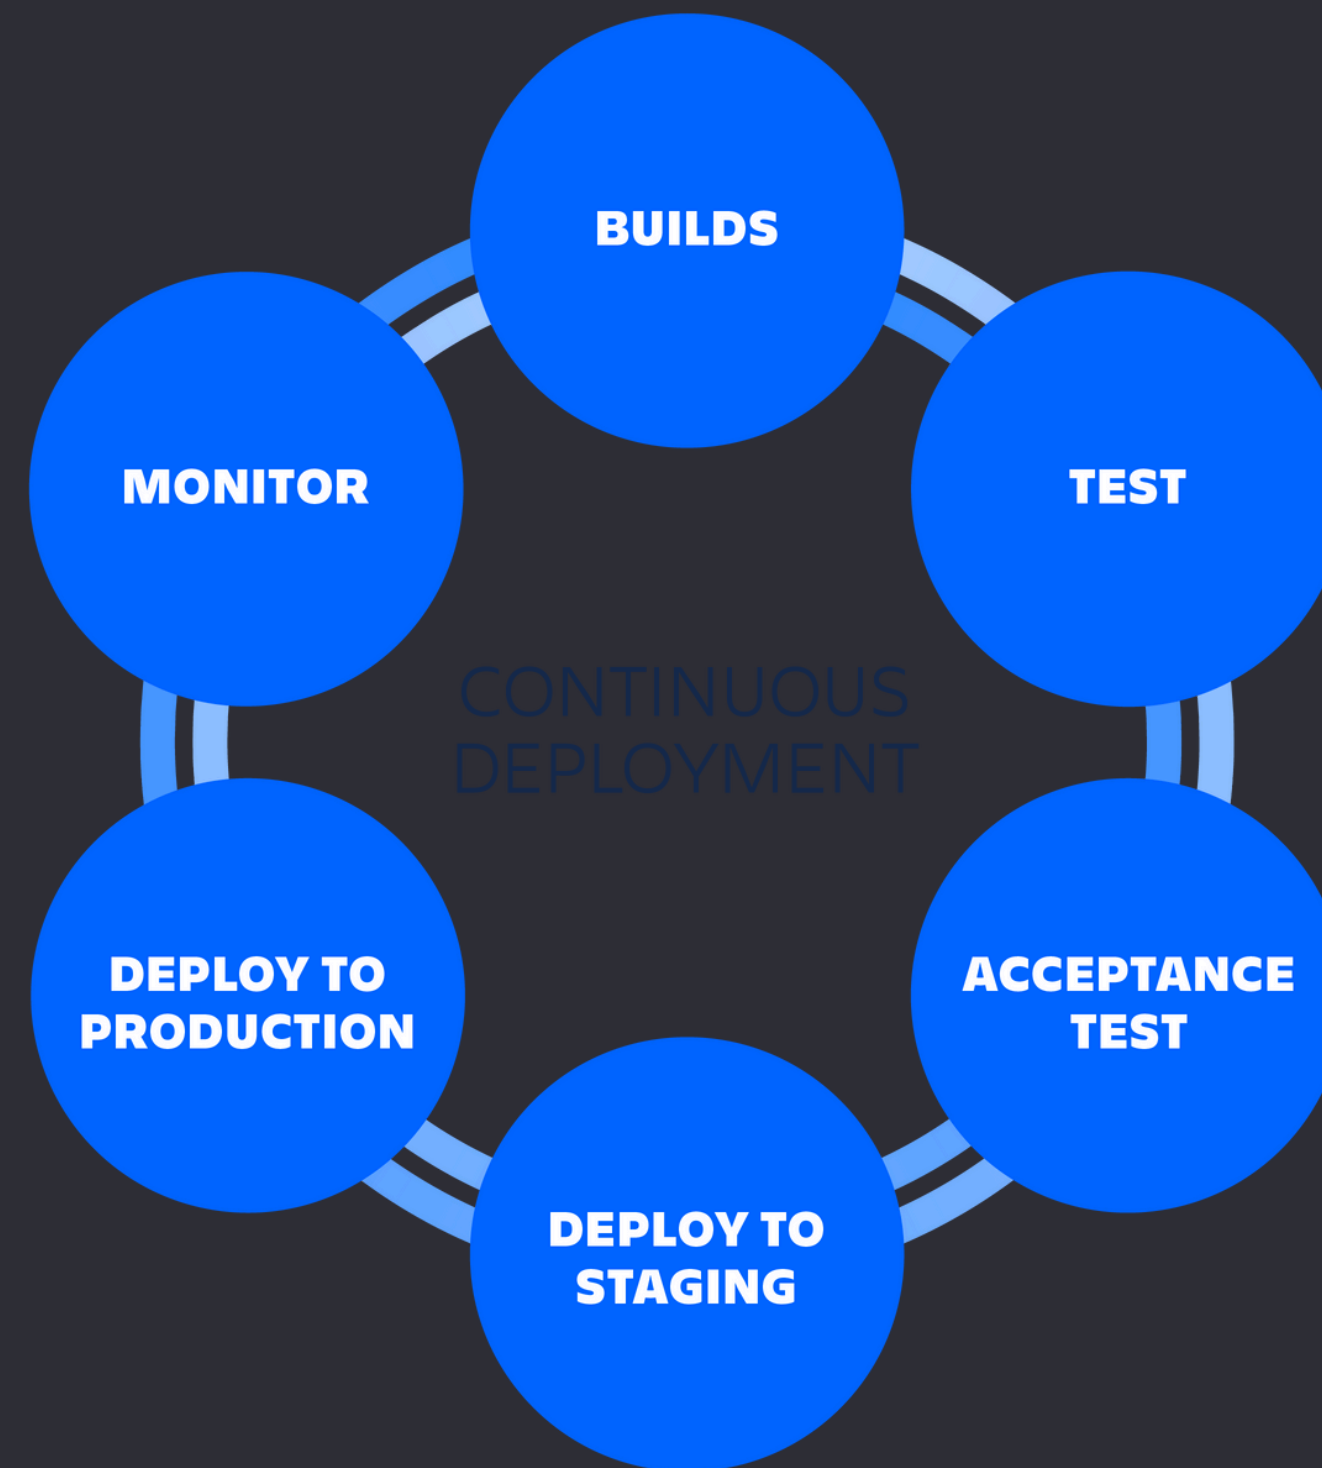 BUILDS
MONITOR
TEST
CONTINUOUS
DEPLOYMENT
DEPLOY TO
PRODUCTION
ACCEPTANCE
TEST
DEPLOY TO
STAGING